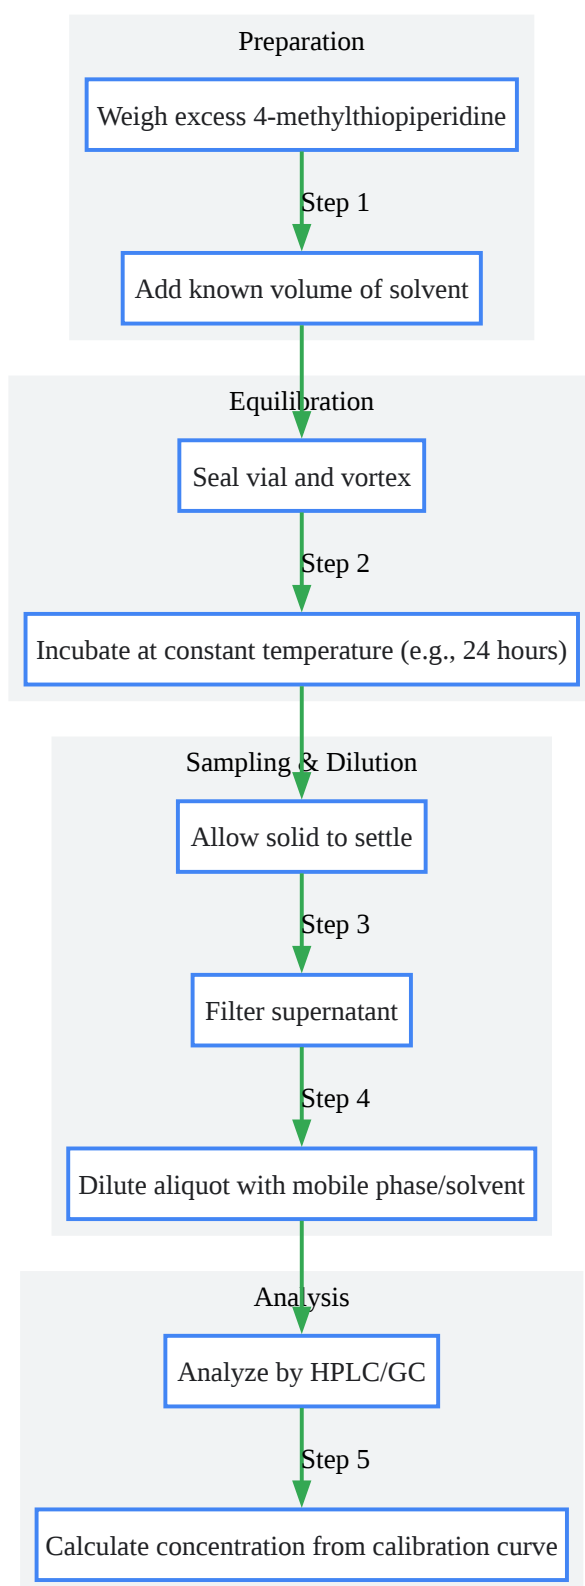 Preparation
Weigh excess 4-methylthiopiperidine
Step 1
Add known volume of solvent
Equilibration
Seal vial and vortex
Step 2
Incubate at constant temperature (e.g., 24 hours)
Sampling & Dilution
Allow solid to settle
Step 3
Filter supernatant
Step 4
Dilute aliquot with mobile phase/solvent
Analysis
Analyze by HPLC/GC
Step 5
Calculate concentration from calibration curve